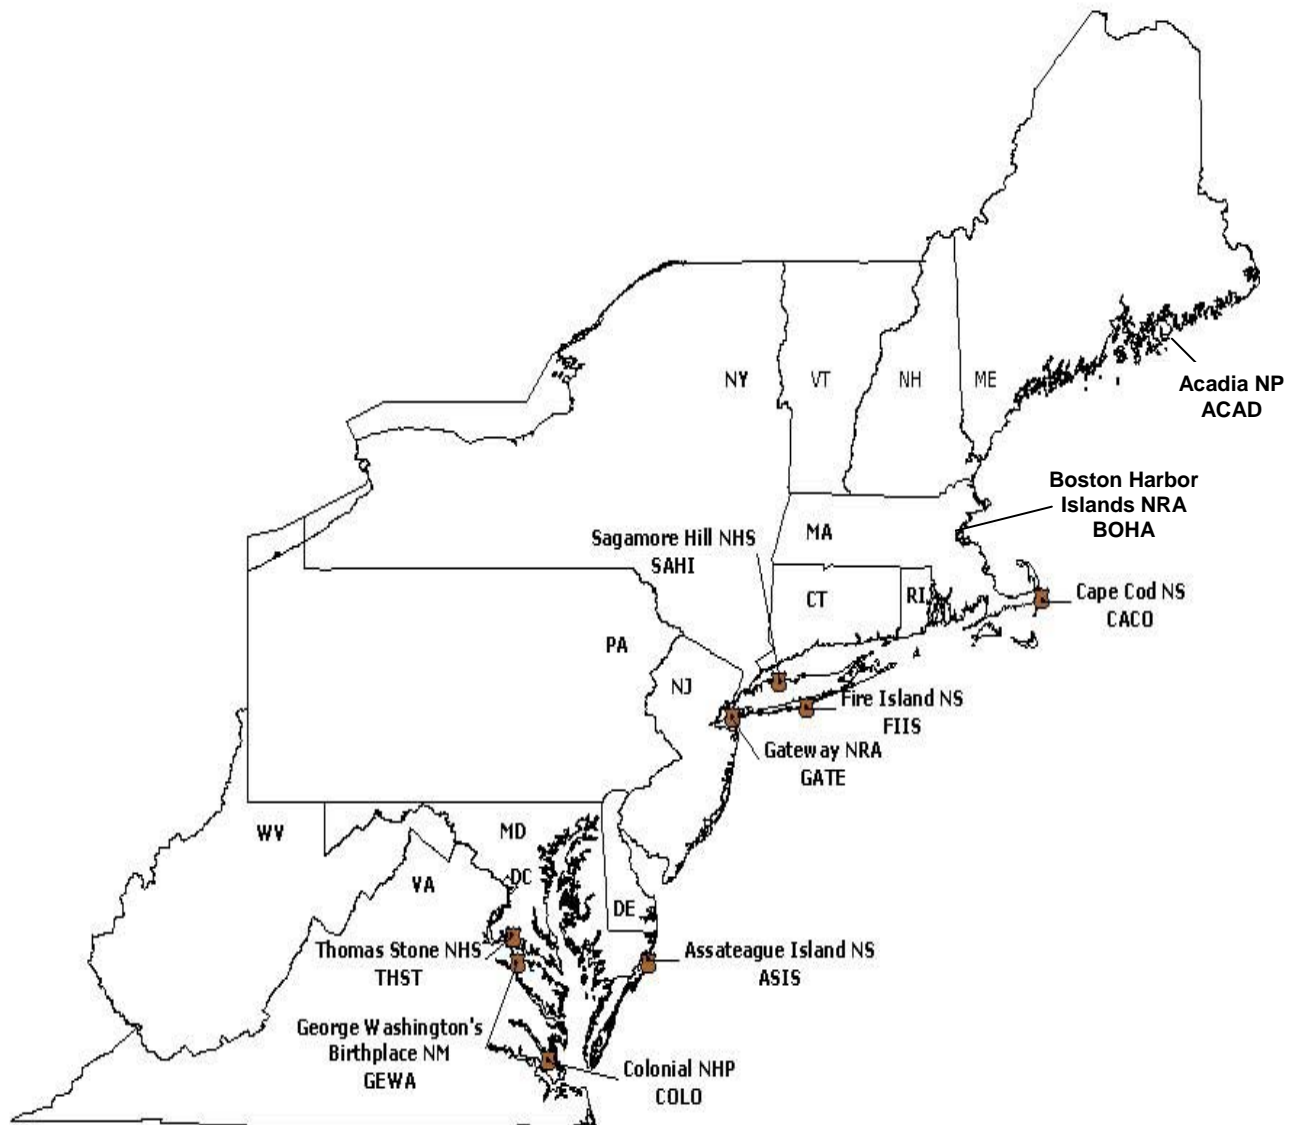 NY
VT
NH
ME
Acadia NP
ACAD
Boston Harbor
Islands NRA
BOHA
Sagamore Hill NHS
SAHI
MA
CT
RI
Cape Cod NS
CACO
PA
NJ
Fire Island NS
FIIS
Gateway NRA
GATE
WV
MD
DC
VA
DE
Thomas Stone NHS
THST
Assateague Island NS
ASIS
George Washington's
Birthplace NM
GEWA
Colonial NHP
COLO